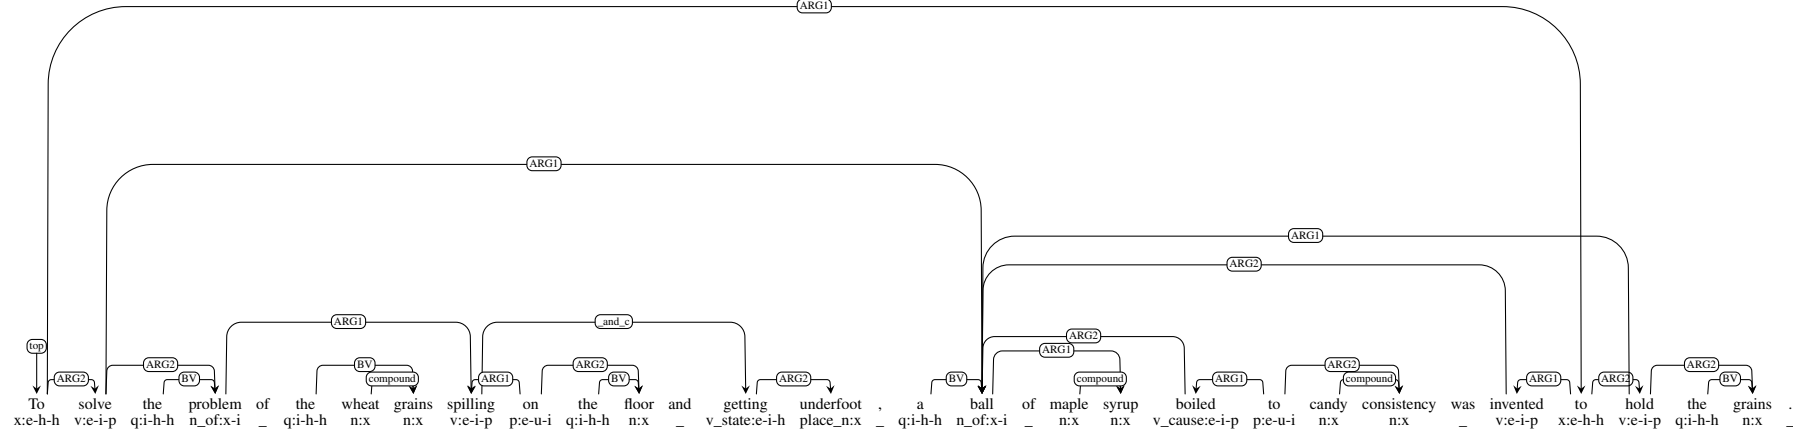 ARG1
ARG1
ARG1
ARG2
ARG1 _and_c
top ARG2 ARG1
ARG2 BV ARG2 ARG2 ARG2
ARG2 BV compound ARG1 BV ARG2 BV compound ARG1 compound ARG1 ARG2 BV
To solve the problem of the wheat grains spilling on the floor and getting underfoot , a ball of maple syrup boiled to candy consistency was invented to hold the grains .
x:e-h-h v:e-i-p q:i-h-h n_of:x-i _ q:i-h-h n:x n:x v:e-i-p p:e-u-i q:i-h-h n:x _ v_state:e-i-h place_n:x _ q:i-h-h n_of:x-i _ n:x n:x v_cause:e-i-p p:e-u-i n:x n:x _ v:e-i-p x:e-h-h v:e-i-p q:i-h-h n:x _